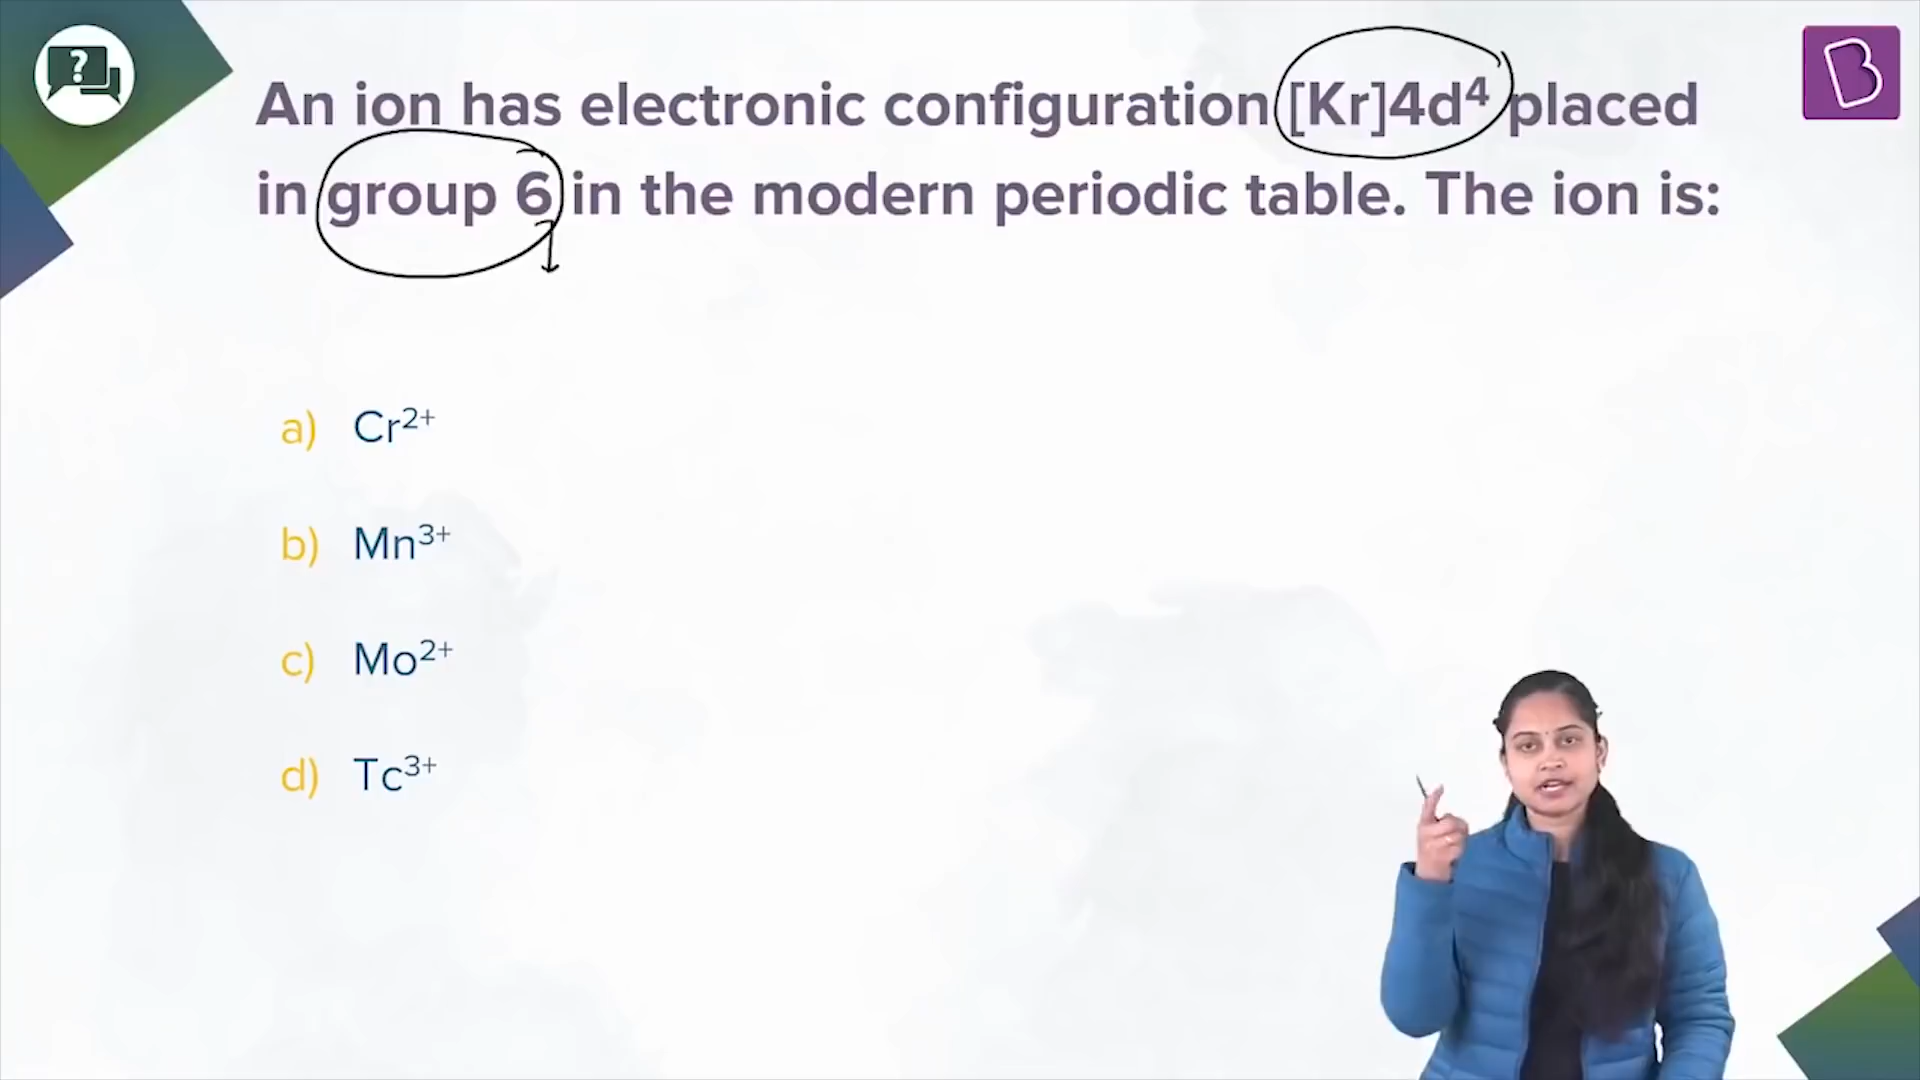 ?
An ion has electronic configuration [Kr]4d⁴ placed
in group 6 in the modern periodic table. The ion is:
a) Cr²⁺
b) Mn³⁺
c) Mo²⁺
d) Tc³⁺
B